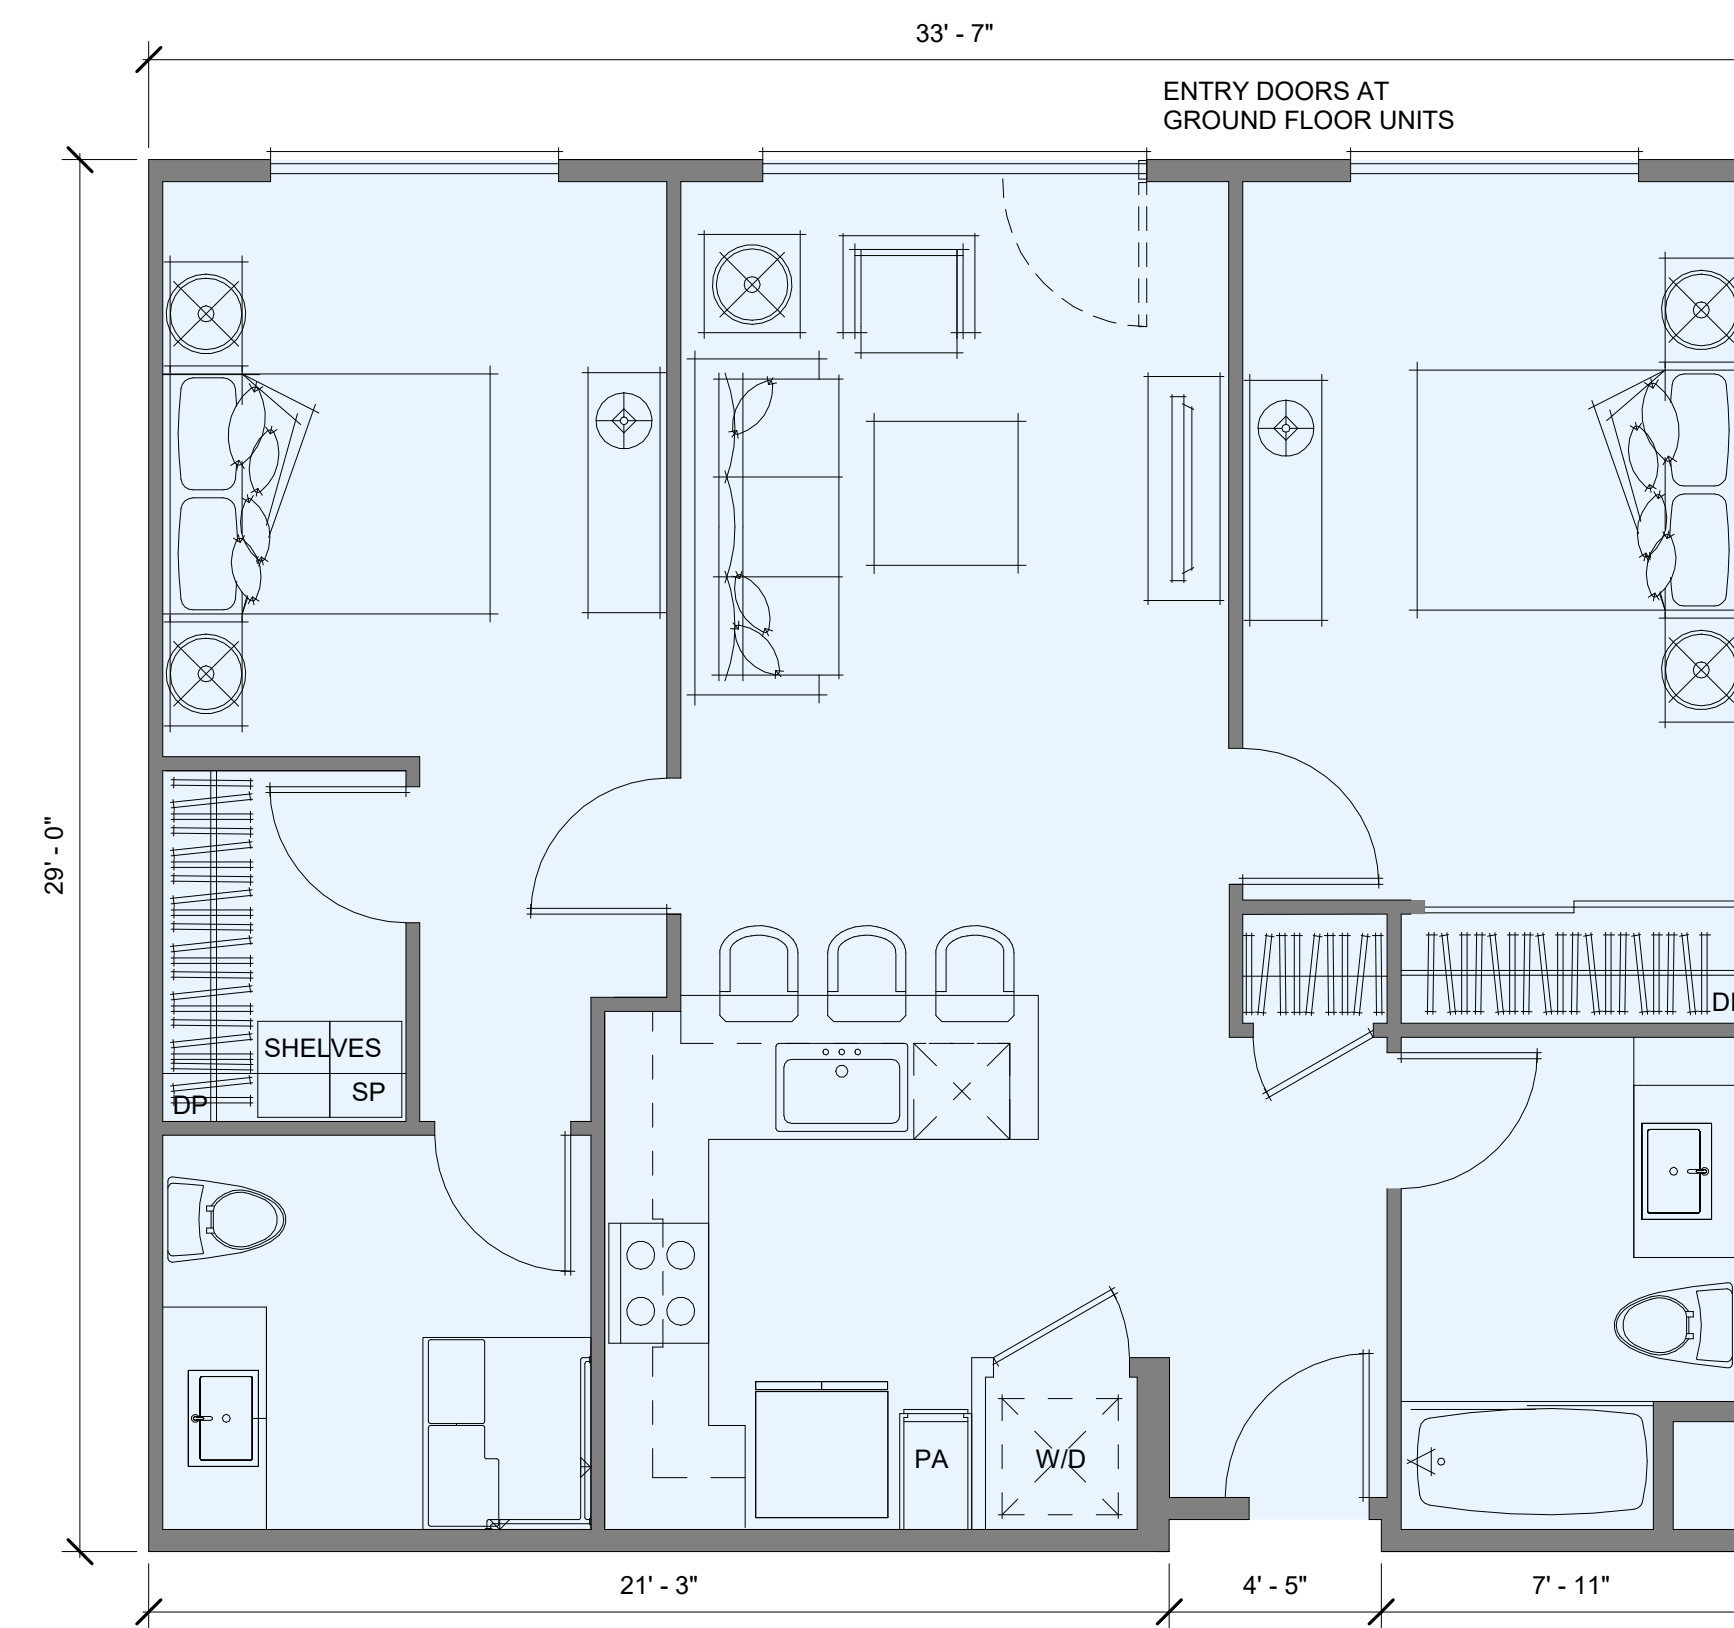 33' - 7"
ENTRY DOORS AT
GROUND FLOOR UNITS
29' - 0"
SHELVES
SP
DP
PA
W/D
21' - 3"
4' - 5"
7' - 11"